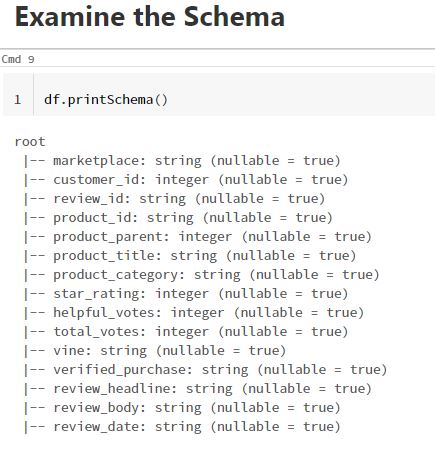 Examine the Schema
Cmd 9
1 df.printSchema()
root
|-- marketplace: string (nullable = true)
|-- customer_id: integer (nullable = true)
|-- review_id: string (nullable = true)
|-- product_id: string (nullable = true)
|-- product_parent: integer (nullable = true)
|-- product_title: string (nullable = true)
|-- product_category: string (nullable = true)
|-- star_rating: integer (nullable = true)
|-- helpful_votes: integer (nullable = true)
|-- total_votes: integer (nullable = true)
|-- vine: string (nullable = true)
|-- verified_purchase: string (nullable = true)
|-- review_headline: string (nullable = true)
|-- review_body: string (nullable = true)
|-- review_date: string (nullable = true)